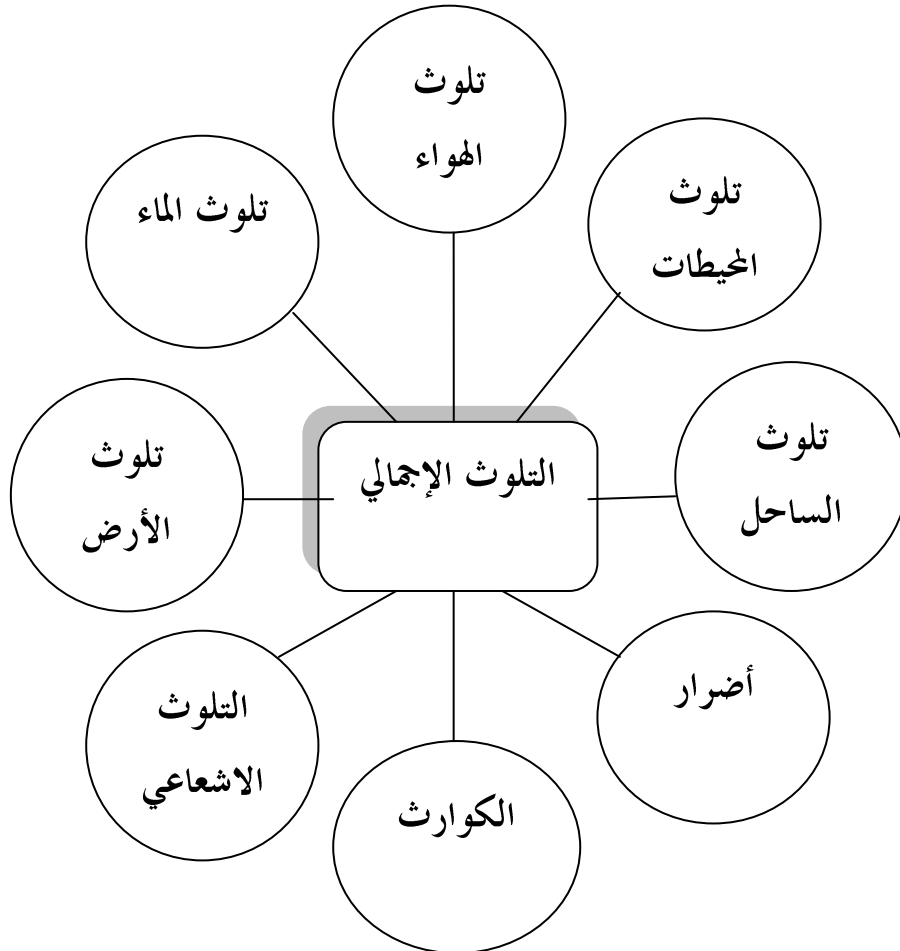 تلوث
الهواء
تلوث
المحيطات
تلوث الماء
تلوث
الساحل
التلوث الإجمالي
تلوث
الأرض
أضرار
التلوث
الاشعاعي
الكوارث